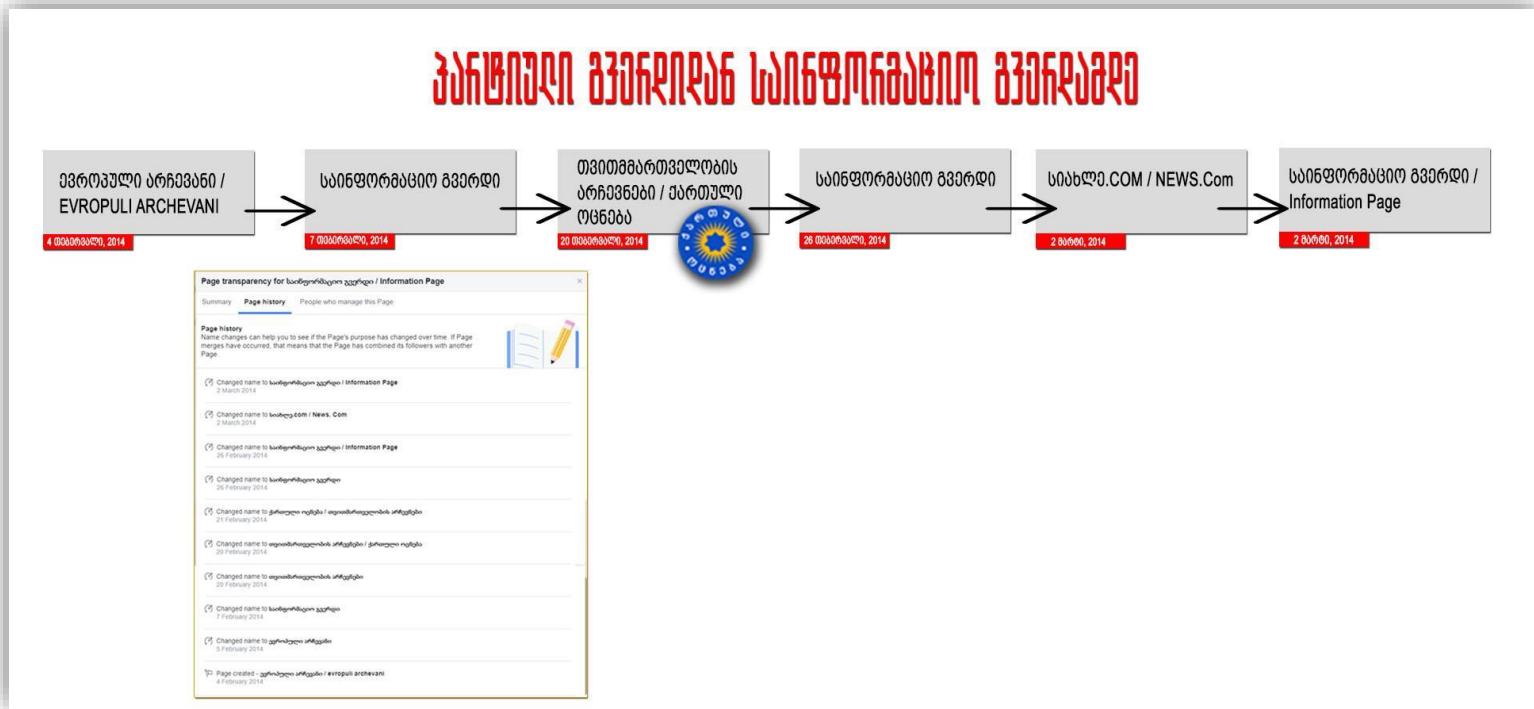 პარტიული გვერდიდან საინფორმაციო გვერდამდე
ევროპული არჩევანი /
EVROPULI ARCHEVANI
4 თებერვალი, 2014
საინფორმაციო გვერდი
7 თებერვალი, 2014
თვითმმართველობის
არჩევნები / ქართული
ოცნება
20 თებერვალი, 2014
ქართული ოცნება
საინფორმაციო გვერდი
26 თებერვალი, 2014
სიახლე.COM / NEWS.Com
2 მარტი, 2014
საინფორმაციო გვერდი /
Information Page
2 მარტი, 2014
Page transparency for საინფორმაციო გვერდი / Information Page
Summary Page history People who manage this Page
Page history
Name changes can help you to see if the Page's purpose has changed over time. If Page
merges have occurred, that means that the Page has combined its followers with another
Page.
Changed name to საინფორმაციო გვერდი / Information Page
2 March 2014
Changed name to სიახლე.com / News. Com
2 March 2014
Changed name to საინფორმაციო გვერდი / Information Page
26 February 2014
Changed name to საინფორმაციო გვერდი
26 February 2014
Changed name to ქართული ოცნება / თვითმართველობის არჩევნები
21 February 2014
Changed name to თვითმართველობის არჩევნები / ქართული ოცნება
20 February 2014
Changed name to თვითმართველობის არჩევნები
20 February 2014
Changed name to საინფორმაციო გვერდი
7 February 2014
Changed name to ევროპული არჩევანი
5 February 2014
Page created - ევროპული არჩევანი / evropuli archevani
4 February 2014